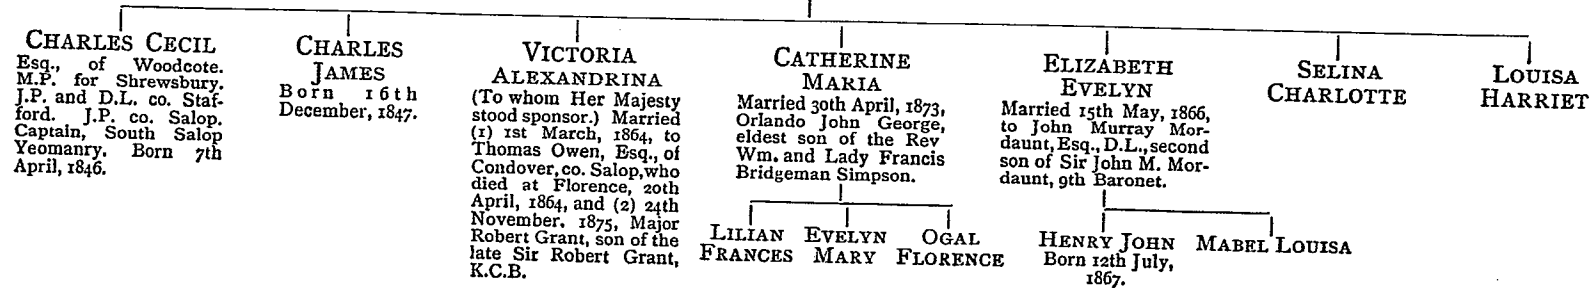 CHARLES CECIL
Esq., of Woodcote.
M.P. for Shrewsbury.
J.P. and D.L. co. Staf-
ford. J.P. co. Salop.
Captain, South Salop
Yeomanry. Born 7th
April, 1846.
CHARLES
JAMES
Born 16th
December, 1847.
VICTORIA
ALEXANDRINA
(To whom Her Majesty
stood sponsor.) Married
(1) 1st March, 1864, to
Thomas Owen, Esq., of
Condover, co. Salop, who
died at Florence, 20th
April, 1864, and (2) 24th
November, 1875, Major
Robert Grant, son of the
late Sir Robert Grant,
K.C.B.
CATHERINE
MARIA
Married 30th April, 1873,
Orlando John George,
eldest son of the Rev
Wm. and Lady Francis
Bridgeman Simpson.
LILIAN
FRANCES
EVELYN
MARY
OGAL
FLORENCE
ELIZABETH
EVELYN
Married 15th May, 1866,
to John Murray Mor-
daunt, Esq., D.L., second
son of Sir John M. Mor-
daunt, 9th Baronet.
HENRY JOHN
Born 12th July,
1867.
MABEL LOUISA
SELINA
CHARLOTTE
LOUISA
HARRIET